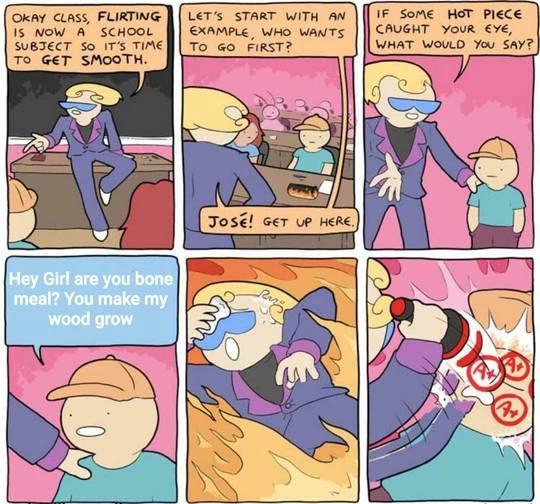 OKAY CLASS, FLIRTING
IS NOW A SCHOOL
SUBJECT SO IT'S TIME
TO GET SMOOTH.
LET'S START WITH AN
EXAMPLE, WHO WANTS
TO GO FIRST?
JOSÉ! GET UP HERE.
IF SOME HOT PIECE
CAUGHT YOUR EYE,
WHAT WOULD YOU SAY?
Hey Girl are you bone
meal? You make my
wood grow
A+
A+
A+